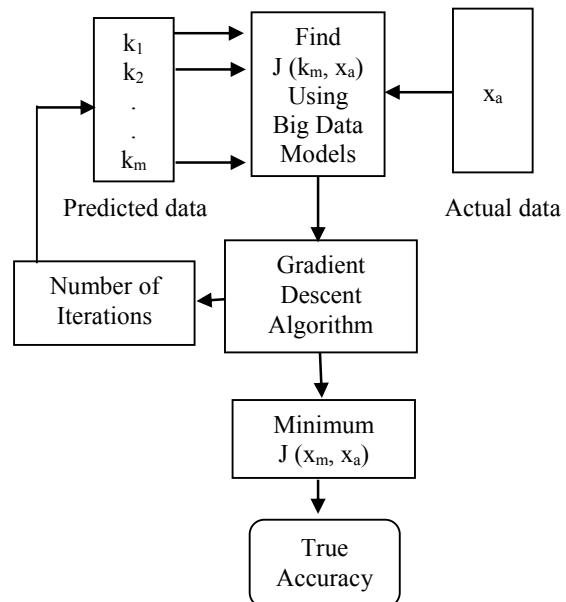 k₁
k₂
.
.
kₘ
Predicted data
Find
J (kₘ, xₐ)
Using
Big Data
Models
xₐ
Actual data
Number of
Iterations
Gradient
Descent
Algorithm
Minimum
J (xₘ, xₐ)
True
Accuracy